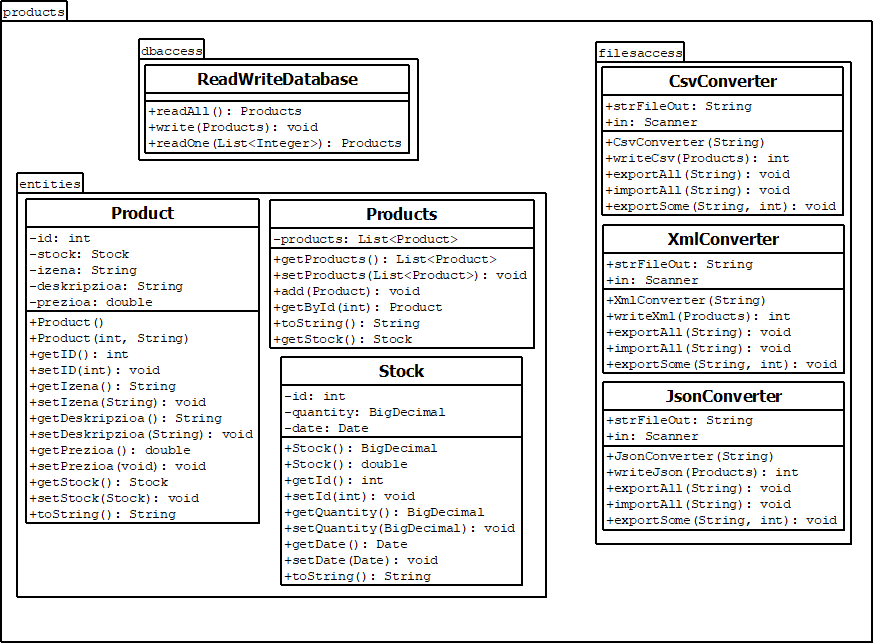 products
dbaccess
ReadWriteDatabase
+readAll(): Products
+write(Products): void
+readOne(List<Integer>): Products
entities
Product
-id: int
-stock: Stock
-izena: String
-deskripzioa: String
-prezioa: double
+Product()
+Product(int, String)
+getID(): int
+setID(int): void
+getIzena(): String
+setIzena(String): void
+getDeskripzioa(): String
+setDeskripzioa(String): void
+getPrezioa(): double
+setPrezioa(void): void
+getStock(): Stock
+setStock(Stock): void
+toString(): String
Products
-products: List<Product>
+getProducts(): List<Product>
+setProducts(List<Product>): void
+add(Product): void
+getById(int): Product
+toString(): String
+getStock(): Stock
Stock
-id: int
-quantity: BigDecimal
-date: Date
+Stock(): BigDecimal
+Stock(): double
+getId(): int
+setId(int): void
+getQuantity(): BigDecimal
+setQuantity(BigDecimal): void
+getDate(): Date
+setDate(Date): void
+toString(): String
filesaccess
CsvConverter
+strFileOut: String
+in: Scanner
+CsvConverter(String)
+writeCsv(Products): int
+exportAll(String): void
+importAll(String): void
+exportSome(String, int): void
XmlConverter
+strFileOut: String
+in: Scanner
+XmlConverter(String)
+writeXml(Products): int
+exportAll(String): void
+importAll(String): void
+exportSome(String, int): void
JsonConverter
+strFileOut: String
+in: Scanner
+JsonConverter(String)
+writeJson(Products): int
+exportAll(String): void
+importAll(String): void
+exportSome(String, int): void